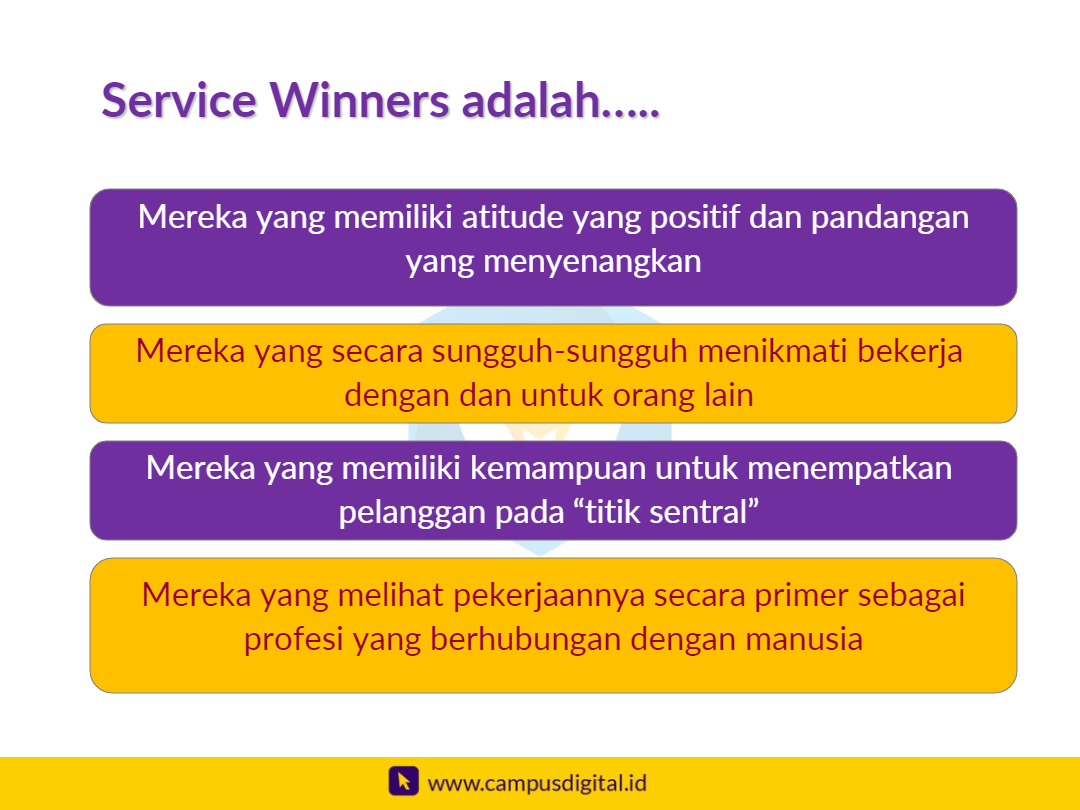 Service Winners adalah…..
Mereka yang memiliki atitude yang positif dan pandangan
yang menyenangkan
Mereka yang secara sungguh-sungguh menikmati bekerja
dengan dan untuk orang lain
Mereka yang memiliki kemampuan untuk menempatkan
pelanggan pada “titik sentral”
Mereka yang melihat pekerjaannya secara primer sebagai
profesi yang berhubungan dengan manusia
www.campusdigital.id